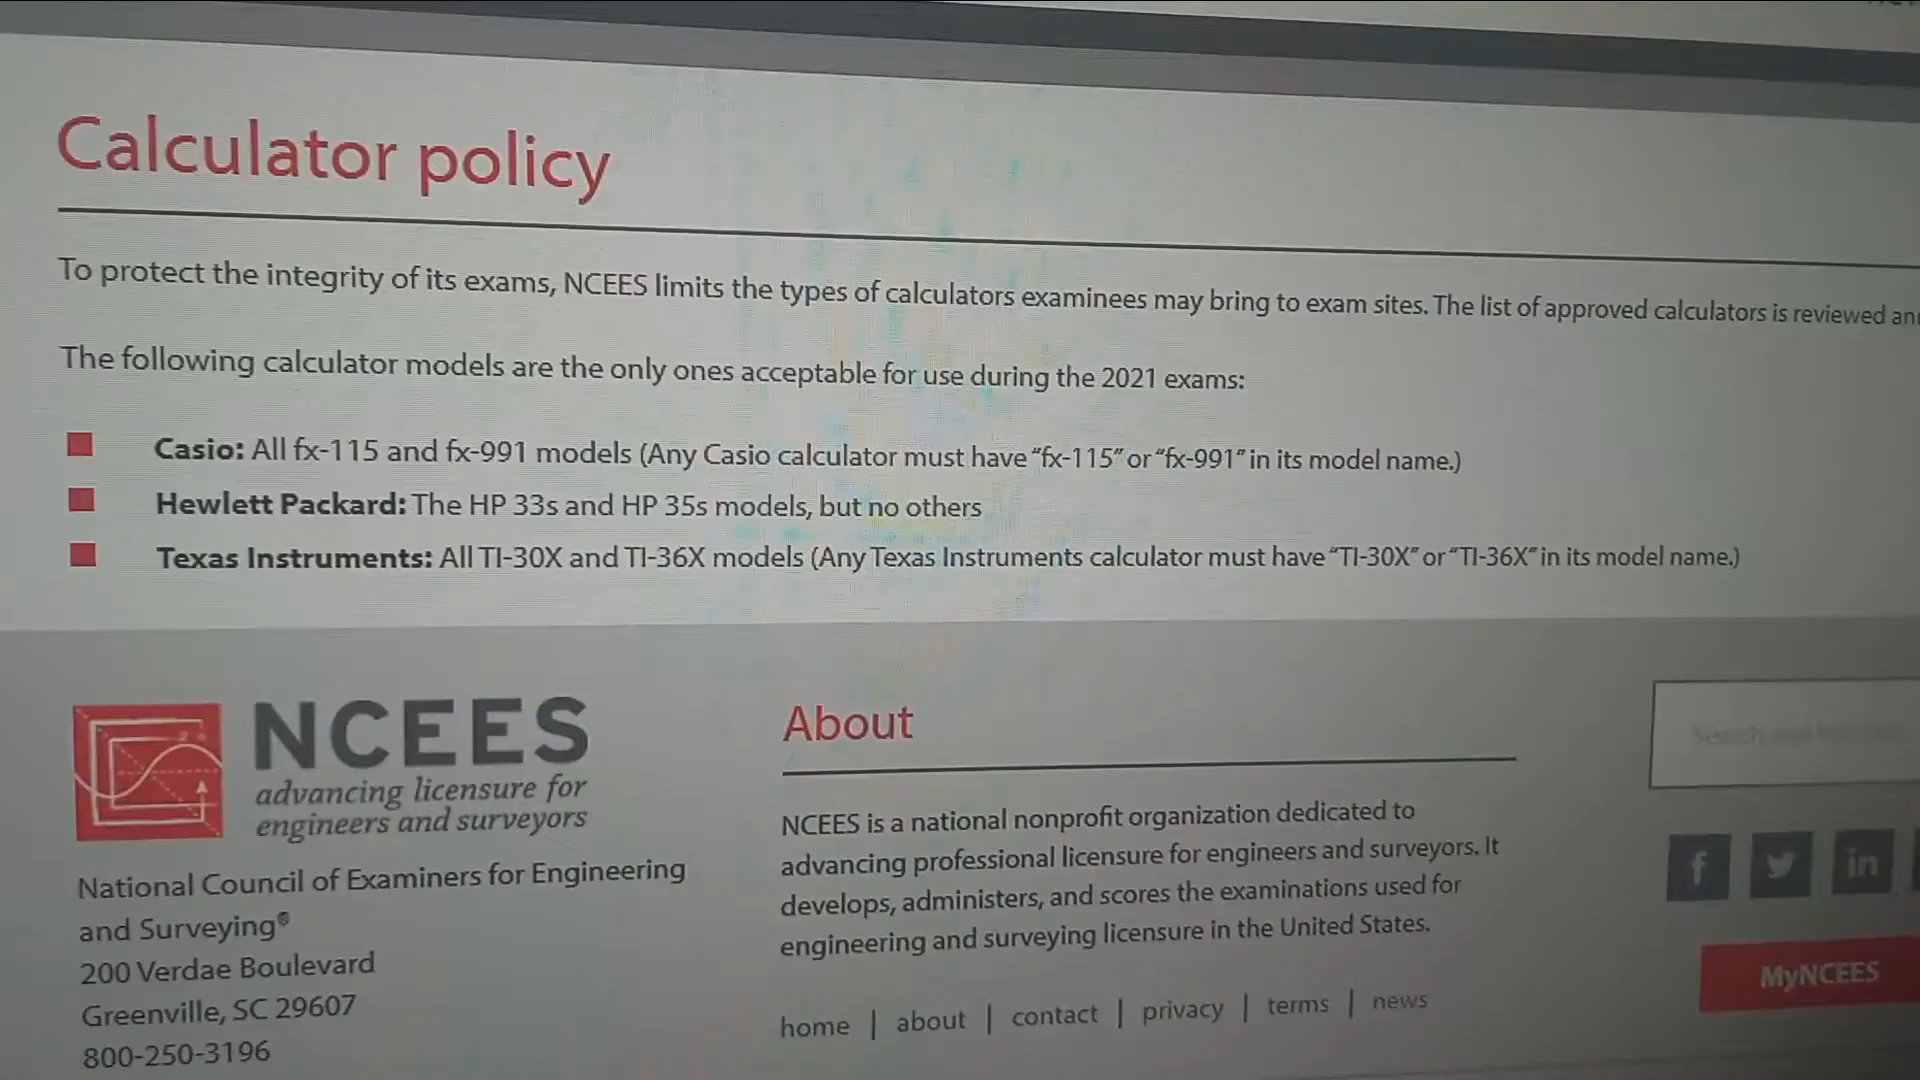 Calculator policy
To protect the integrity of its exams, NCEES limits the types of calculators examinees may bring to exam sites. The list of approved calculators is reviewed
The following calculator models are the only ones acceptable for use during the 2021 exams:
Casio: All fx-115 and fx-991 models (Any Casio calculator must have “fx-115” or “fx-991” in its model name.)
Hewlett Packard: The HP 33s and HP 35s models, but no others
Texas Instruments: All TI-30X and TI-36X models (Any Texas Instruments calculator must have “TI-30X” or “TI-36X” in its model name.)
NCEES
advancing licensure for
engineers and surveyors
National Council of Examiners for Engineering
and Surveying®
200 Verdae Boulevard
Greenville, SC 29607
800-250-3196
About
NCEES is a national nonprofit organization dedicated to
advancing professional licensure for engineers and surveyors. It
develops, administers, and scores the examinations used for
engineering and surveying licensure in the United States.
home | about | contact | privacy | terms | news
Search
f
in
MyNCEES